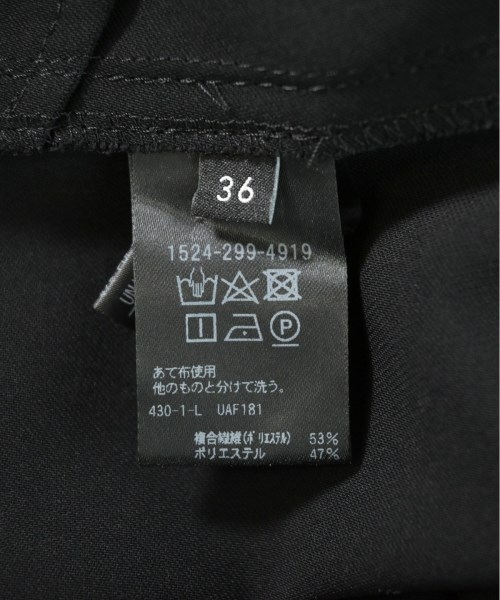 36
1524-299-4919
P
あて布使用
他のものと分けて洗う。
430-1-L UAF181
複合繊維(ポリエステル) 53%
ポリエステル 47%